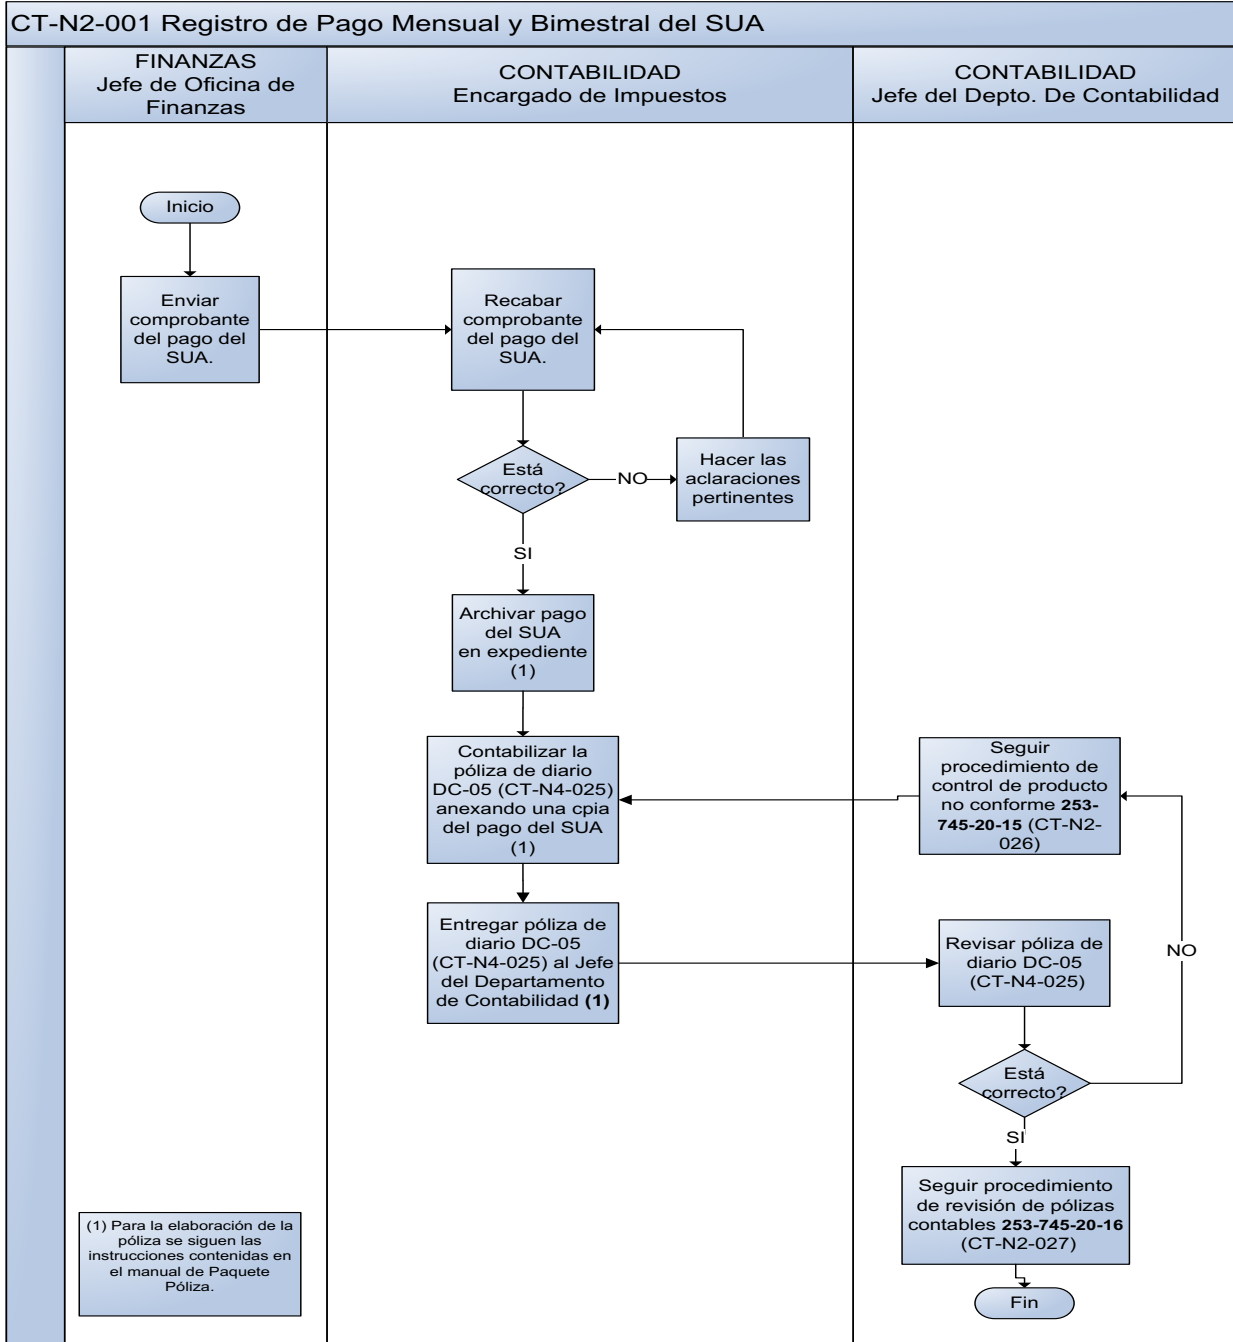 CT-N2-001 Registro de Pago Mensual y Bimestral del SUA
FINANZAS
Jefe de Oficina de
Finanzas
CONTABILIDAD
Encargado de Impuestos
CONTABILIDAD
Jefe del Depto. De Contabilidad
Inicio
Enviar
comprobante
del pago del
SUA.
Recabar
comprobante
del pago del
SUA.
Está
correcto?
NO
Hacer las
aclaraciones
pertinentes
SI
Archivar pago
del SUA
en expediente
(1)
Contabilizar la
póliza de diario
DC-05 (CT-N4-025)
anexando una cpia
del pago del SUA
(1)
Seguir
procedimiento de
control de producto
no conforme 253-
745-20-15 (CT-N2-
026)
Entregar póliza de
diario DC-05
(CT-N4-025) al Jefe
del Departamento
de Contabilidad (1)
Revisar póliza de
diario DC-05
(CT-N4-025)
NO
Está
correcto?
SI
Seguir procedimiento
de revisión de pólizas
contables 253-745-20-16
(CT-N2-027)
(1) Para la elaboración de la
póliza se siguen las
instrucciones contenidas en
el manual de Paquete
Póliza.
Fin